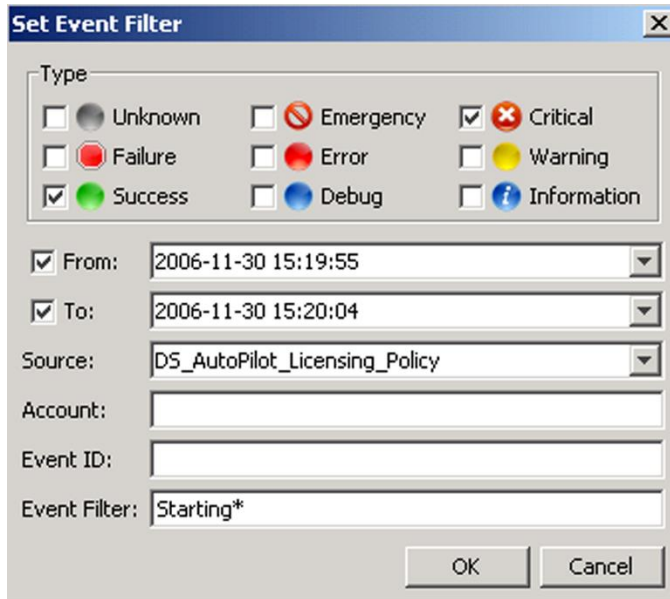 Set Event Filter
Type
Unknown Emergency Critical
Failure Error Warning
Success Debug Information
From: 2006-11-30 15:19:55
To: 2006-11-30 15:20:04
Source: DS_AutoPilot_Licensing_Policy
Account:
Event ID:
Event Filter: Starting*
OK Cancel